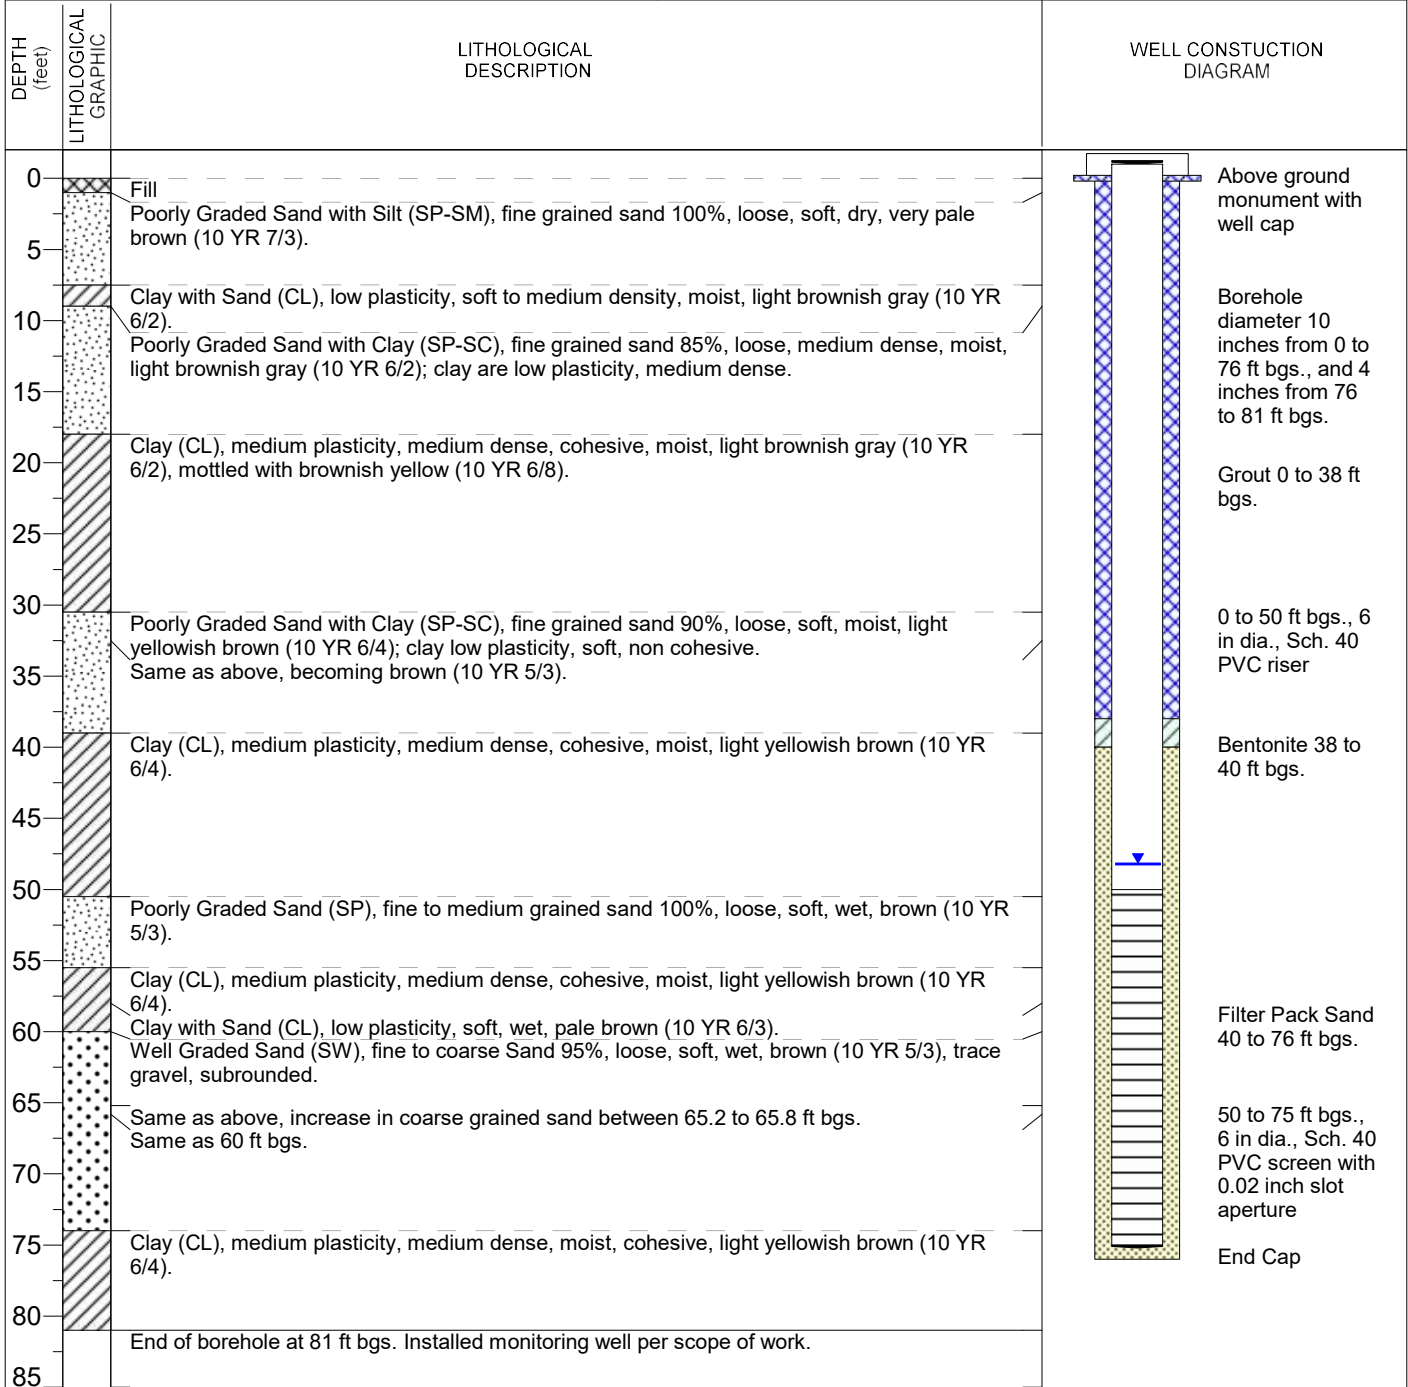 DEPTH
(feet)
LITHOLOGICAL
GRAPHIC
LITHOLOGICAL
DESCRIPTION
WELL CONSTUCTION
DIAGRAM
0
5
10
15
20
25
30
35
40
45
50
55
60
65
70
75
80
85
Fill
Poorly Graded Sand with Silt (SP-SM), fine grained sand 100%, loose, soft, dry, very pale
brown (10 YR 7/3).
Clay with Sand (CL), low plasticity, soft to medium density, moist, light brownish gray (10 YR
6/2).
Poorly Graded Sand with Clay (SP-SC), fine grained sand 85%, loose, medium dense, moist,
light brownish gray (10 YR 6/2); clay are low plasticity, medium dense.
Clay (CL), medium plasticity, medium dense, cohesive, moist, light brownish gray (10 YR
6/2), mottled with brownish yellow (10 YR 6/8).
Poorly Graded Sand with Clay (SP-SC), fine grained sand 90%, loose, soft, moist, light
yellowish brown (10 YR 6/4); clay low plasticity, soft, non cohesive.
Same as above, becoming brown (10 YR 5/3).
Clay (CL), medium plasticity, medium dense, cohesive, moist, light yellowish brown (10 YR
6/4).
Poorly Graded Sand (SP), fine to medium grained sand 100%, loose, soft, wet, brown (10 YR
5/3).
Clay (CL), medium plasticity, medium dense, cohesive, moist, light yellowish brown (10 YR
6/4).
Clay with Sand (CL), low plasticity, soft, wet, pale brown (10 YR 6/3).
Well Graded Sand (SW), fine to coarse Sand 95%, loose, soft, wet, brown (10 YR 5/3), trace
gravel, subrounded.
Same as above, increase in coarse grained sand between 65.2 to 65.8 ft bgs.
Same as 60 ft bgs.
Clay (CL), medium plasticity, medium dense, moist, cohesive, light yellowish brown (10 YR
6/4).
End of borehole at 81 ft bgs. Installed monitoring well per scope of work.
Above ground
monument with
well cap
Borehole
diameter 10
inches from 0 to
76 ft bgs., and 4
inches from 76
to 81 ft bgs.
Grout 0 to 38 ft
bgs.
0 to 50 ft bgs., 6
in dia., Sch. 40
PVC riser
Bentonite 38 to
40 ft bgs.
Filter Pack Sand
40 to 76 ft bgs.
50 to 75 ft bgs.,
6 in dia., Sch. 40
PVC screen with
0.02 inch slot
aperture
End Cap